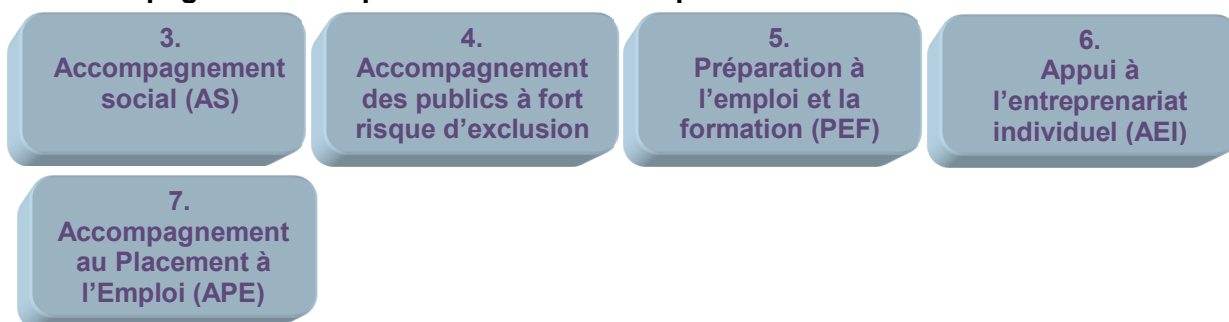 3.
Accompagnement
social (AS)
4.
Accompagnement
des publics à fort
risque d’exclusion
5.
Préparation à
l’emploi et la
formation (PEF)
6.
Appui à
l’entreprenariat
individuel (AEI)
7.
Accompagnement
au Placement à
l’Emploi (APE)